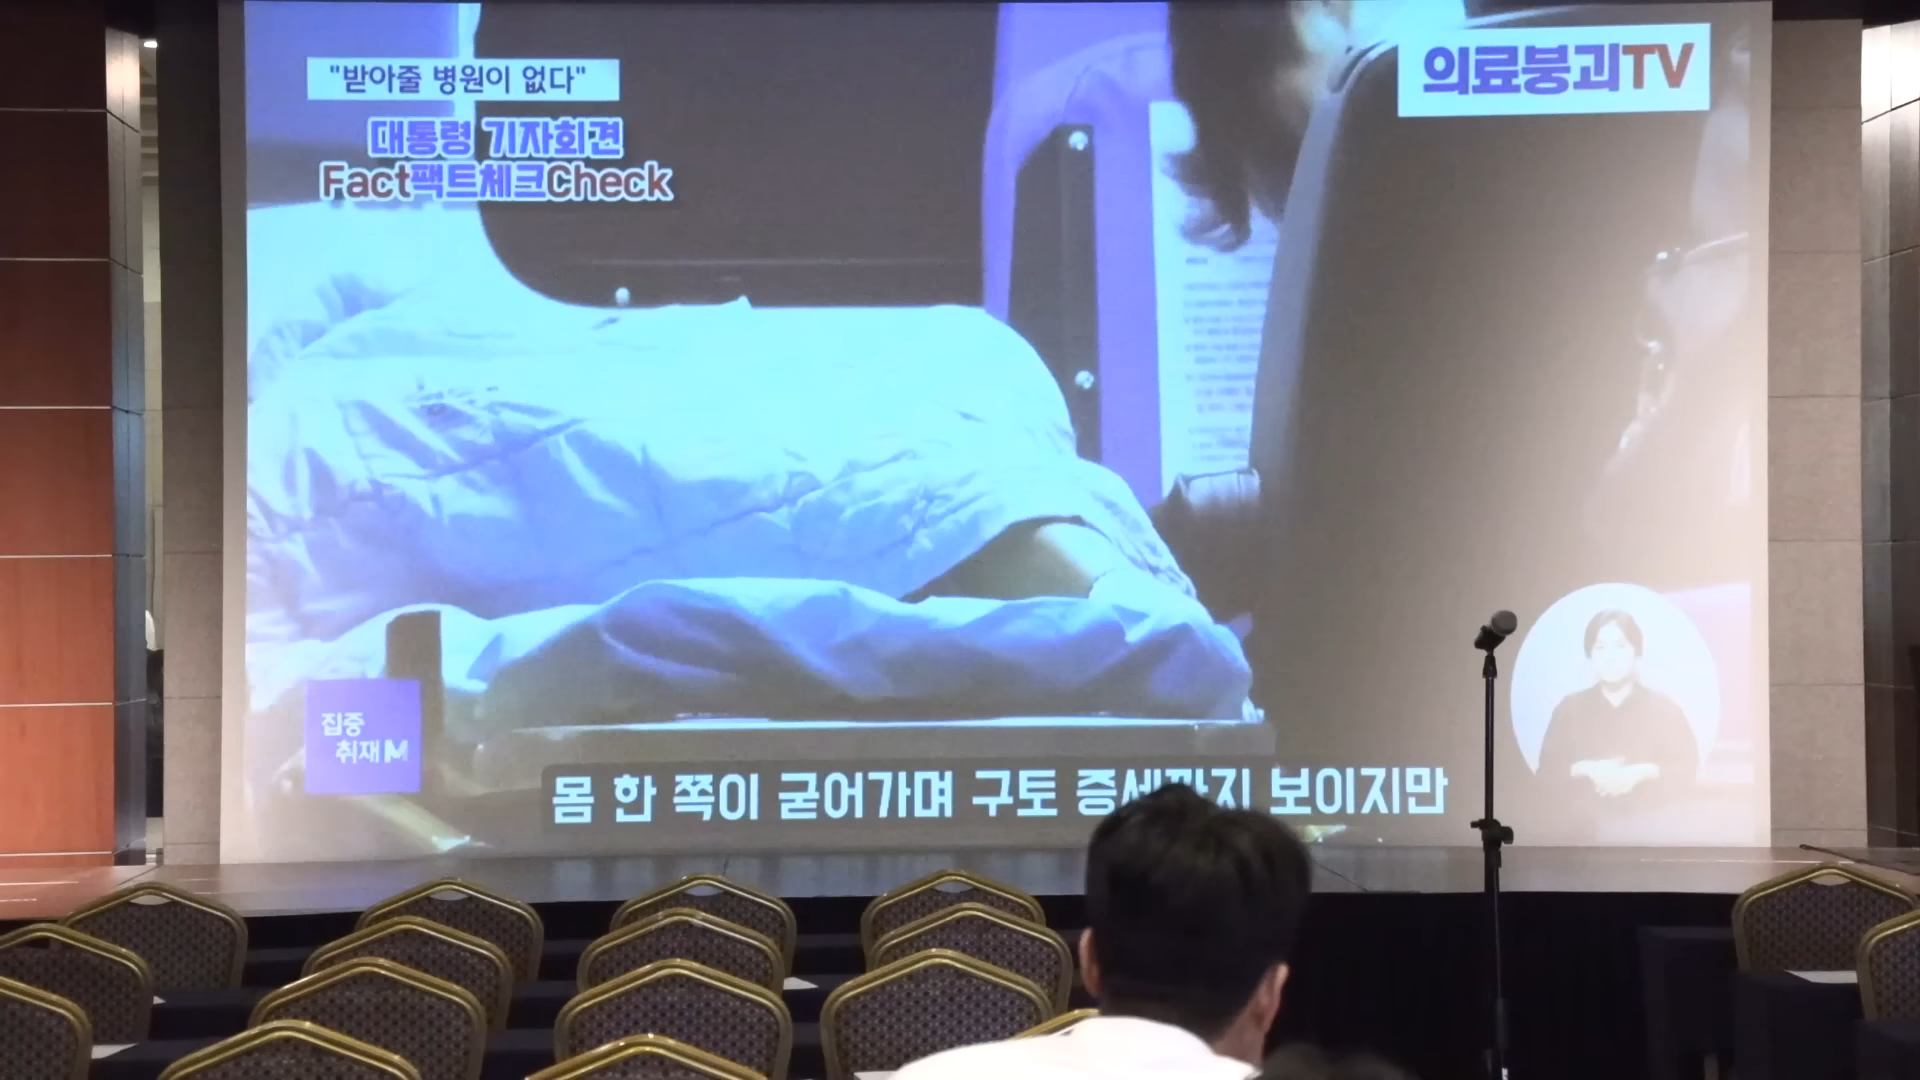 "받아줄 병원이 없다"
대통령 기자회견
Fact팩트체크Check
의료붕괴TV
집중
취재M
몸 한 쪽이 굳어가며 구토 증세까지 보이지만